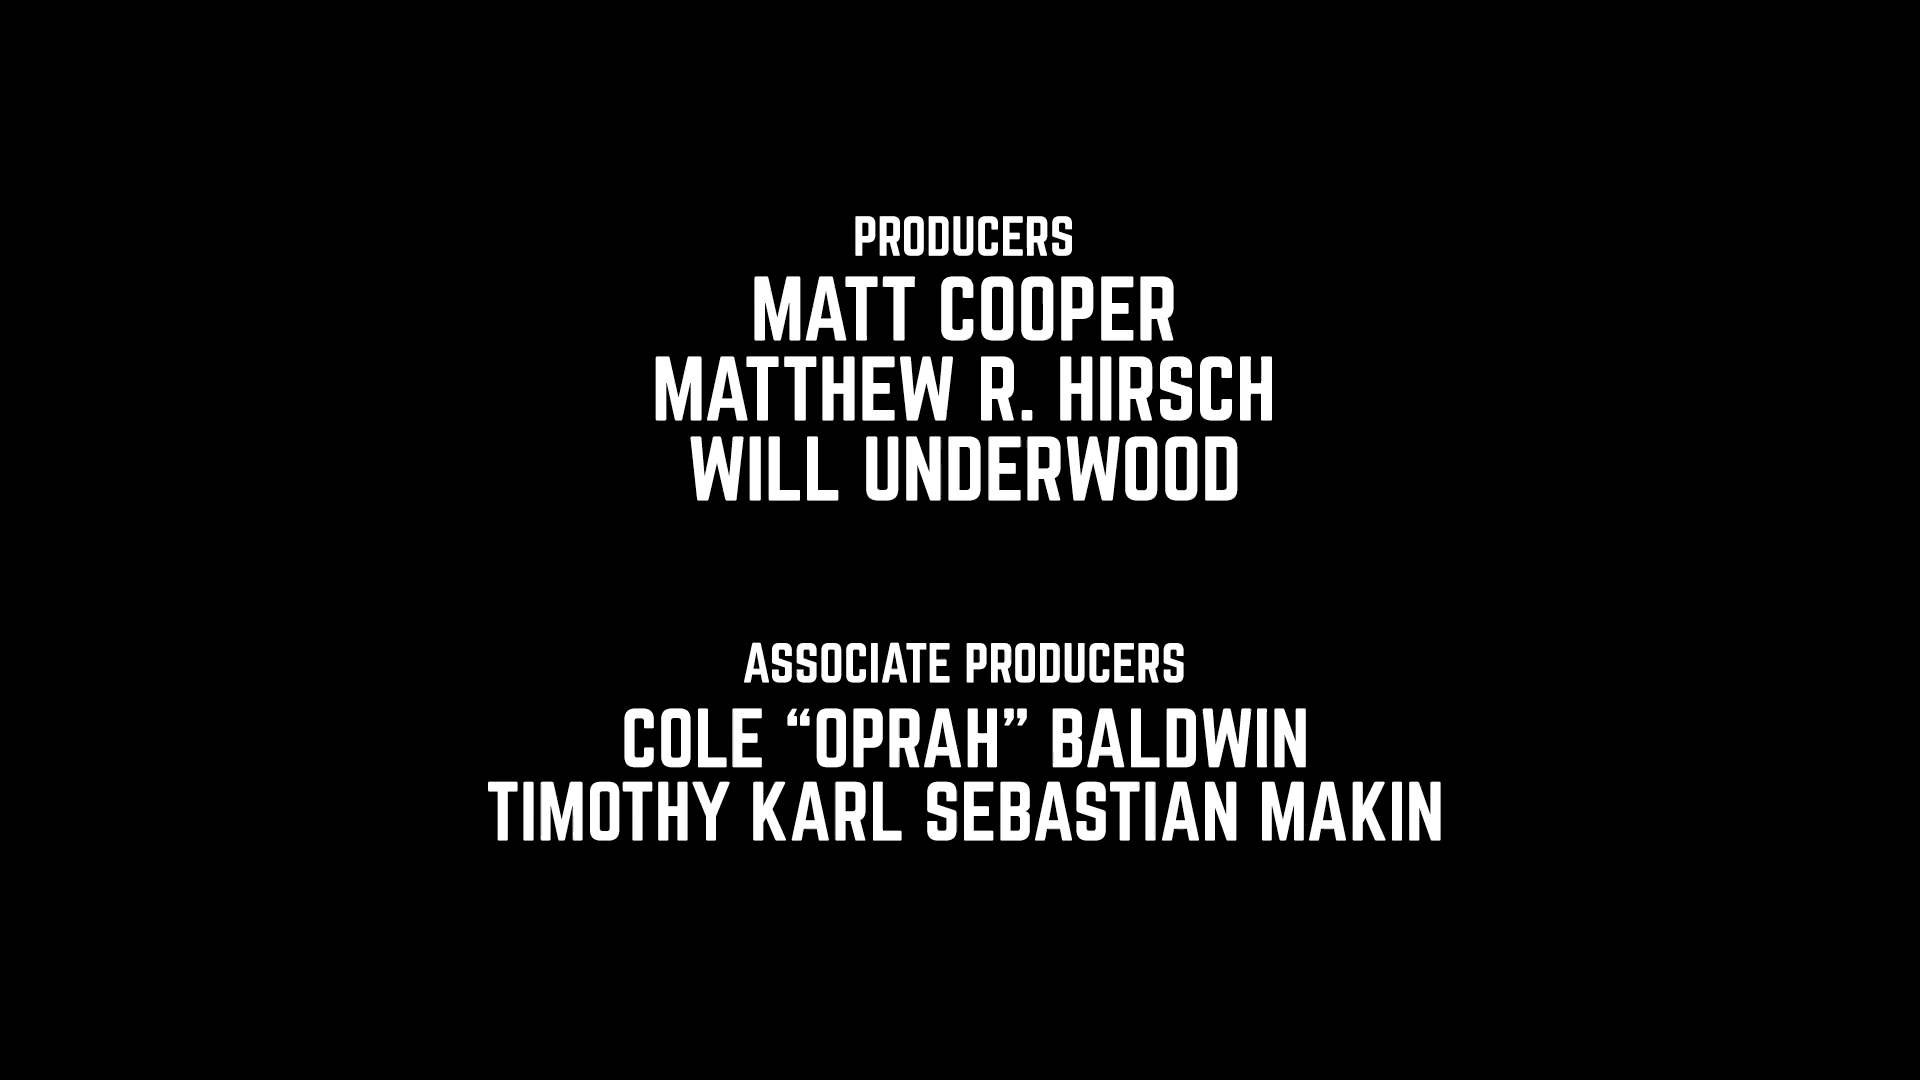 PRODUCERS
MATT COOPER
MATTHEW R. HIRSCH
WILL UNDERWOOD
ASSOCIATE PRODUCERS
COLE “OPRAH” BALDWIN
TIMOTHY KARL SEBASTIAN MAKIN